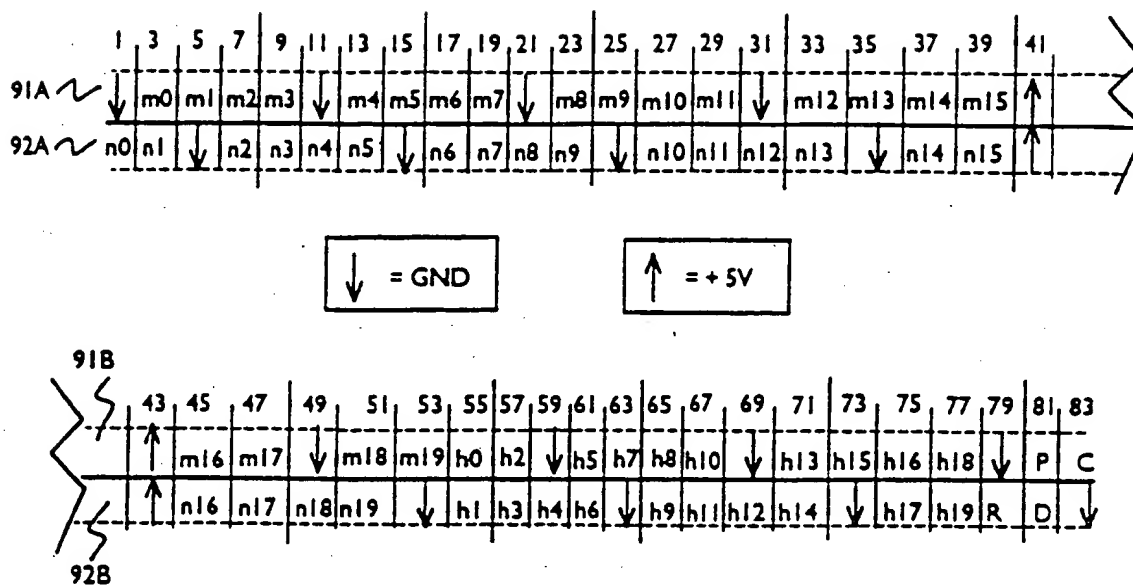 1 3 5 7 9 11 13 15 17 19 21 23 25 27 29 31 33 35 37 39 41
91A m0 m1 m2 m3 m4 m5 m6 m7 m8 m9 m10 m11 m12 m13 m14 m15
92A n0 n1 n2 n3 n4 n5 n6 n7 n8 n9 n10 n11 n12 n13 n14 n15
↓ = GND ↑ = + 5V
91B
43 45 47 49 51 53 55 57 59 61 63 65 67 69 71 73 75 77 79 81 83
m16 m17 m18 m19 h0 h2 h5 h7 h8 h10 h13 h15 h16 h18 P C
n16 n17 n18 n19 h1 h3 h4 h6 h9 h11 h12 h14 h17 h19 R D
92B